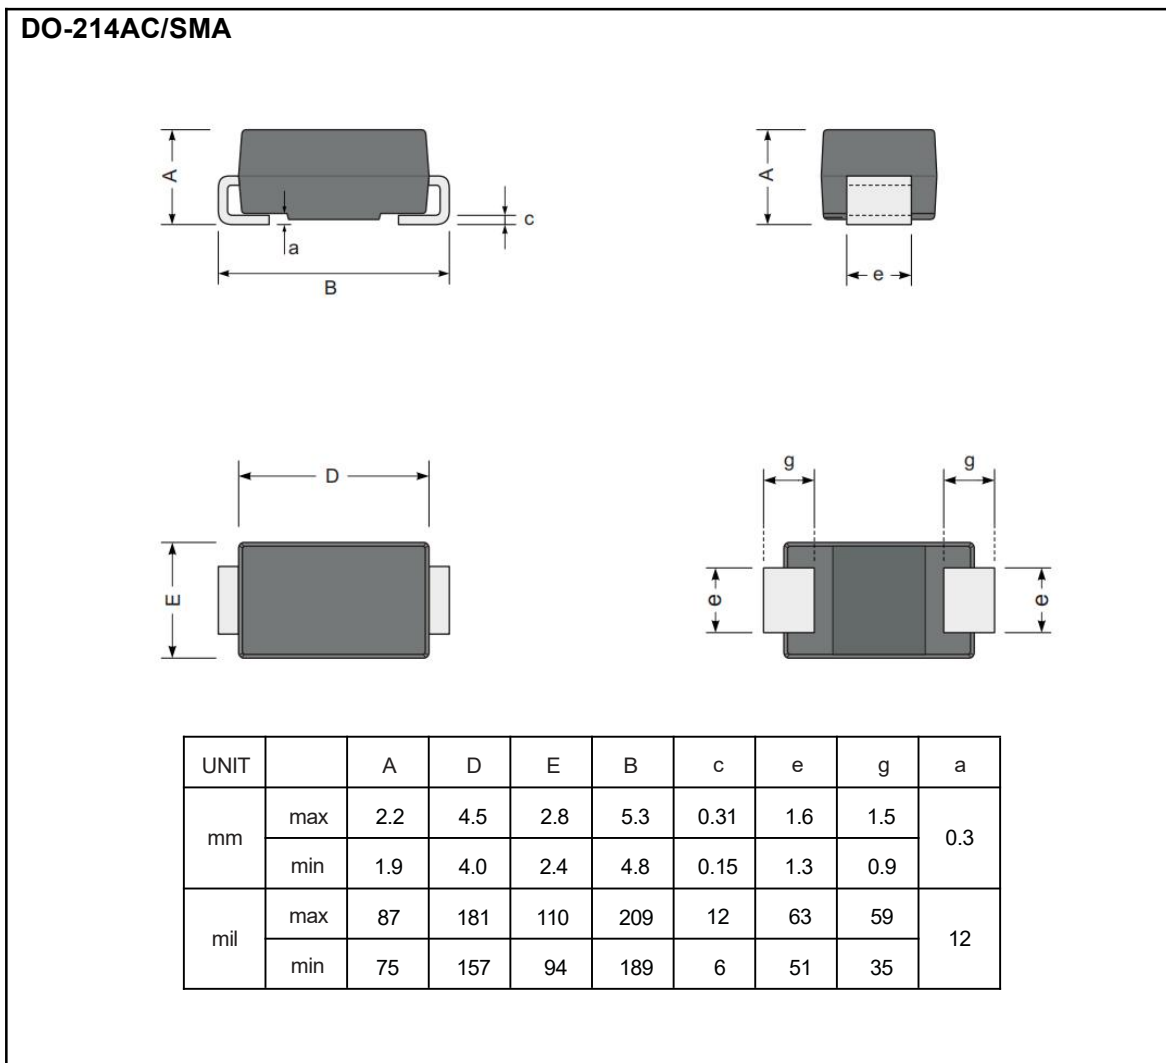 DO-214AC/SMA
A
a
c
B
A
e
D
E
g g
e e
UNIT A D E B c e g a
mm max 2.2 4.5 2.8 5.3 0.31 1.6 1.5 0.3
min 1.9 4.0 2.4 4.8 0.15 1.3 0.9
mil max 87 181 110 209 12 63 59 12
min 75 157 94 189 6 51 35